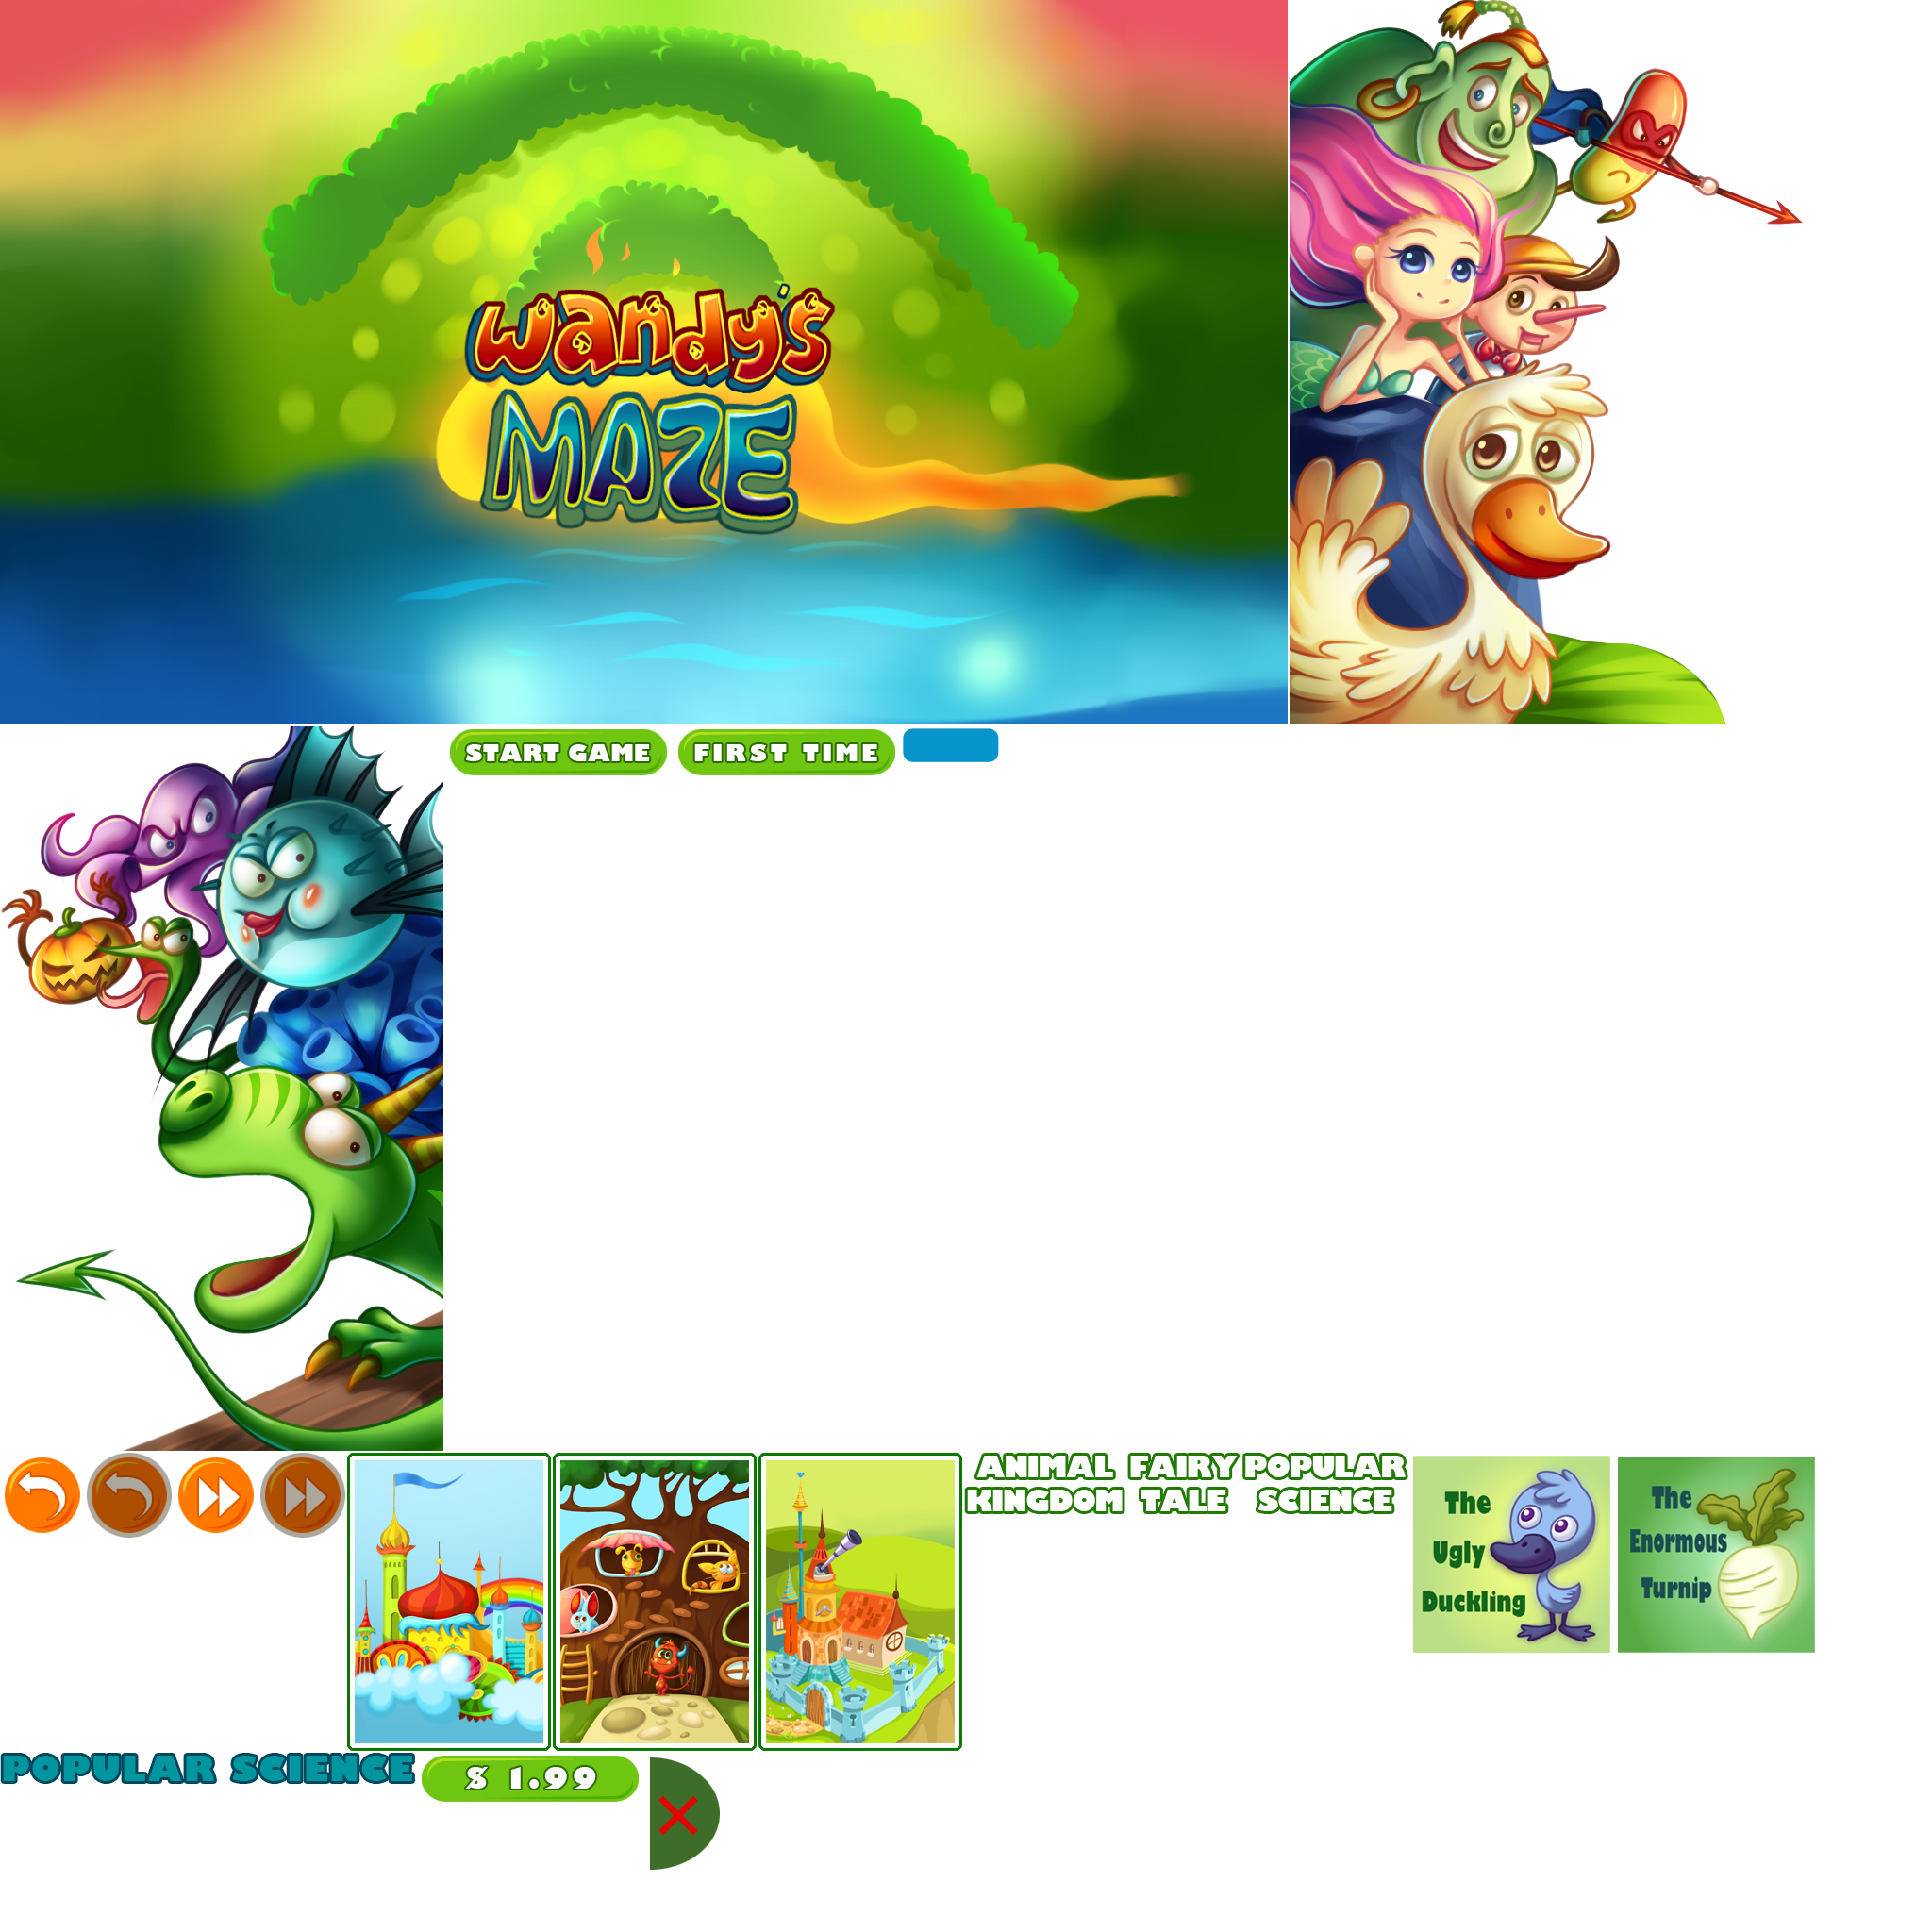 wandy's
MAZE
START GAME
FIRST TIME
ANIMAL
KINGDOM
FAIRY
TALE
POPULAR
SCIENCE
The
Ugly
Duckling
The
Enormous
Turnip
POPULAR SCIENCE
$ 1.99